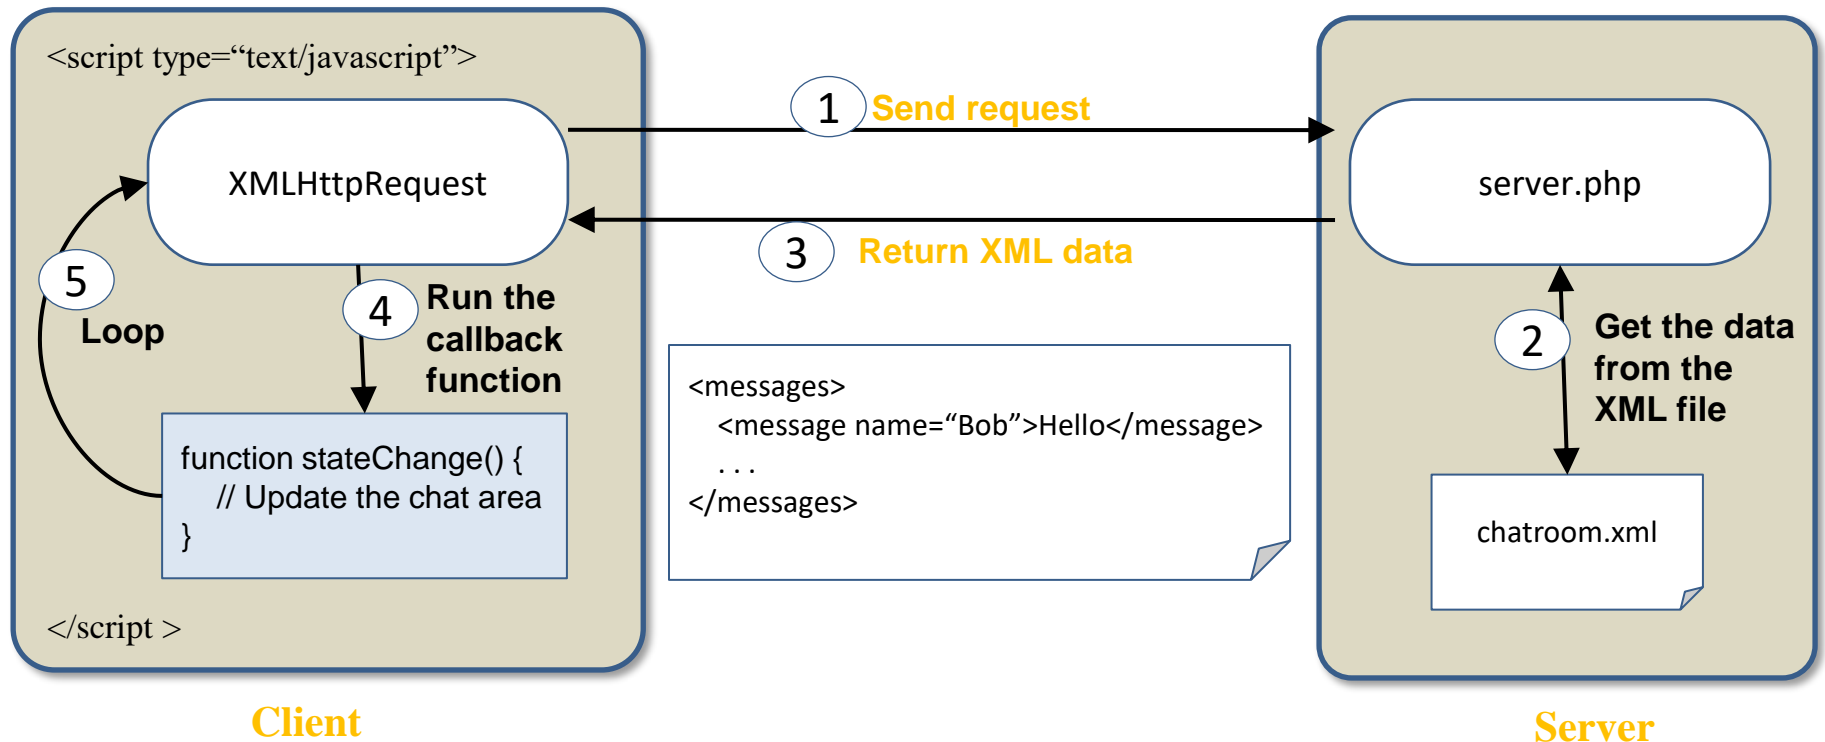 <script type=“text/javascript”>
XMLHttpRequest
1
Send request
server.php
3
Return XML data
5
Loop
4
Run the
callback
function
2
Get the data
from the
XML file
<messages>
<message name=“Bob”>Hello</message>
. . .
</messages>
function stateChange() {
// Update the chat area
}
chatroom.xml
</script >
Client
Server